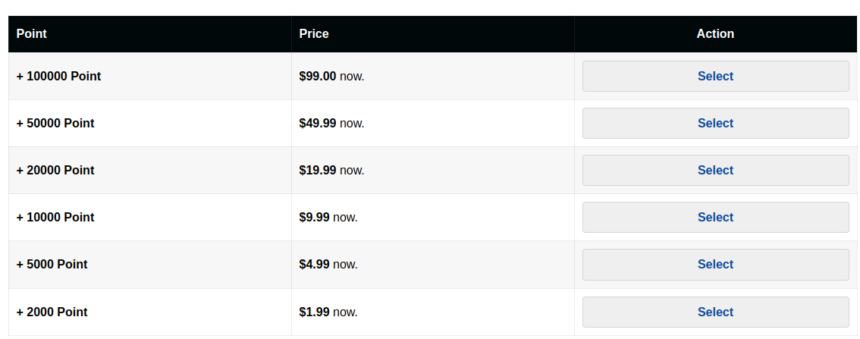 Point Price Action
+ 100000 Point $99.00 now. Select
+ 50000 Point $49.99 now. Select
+ 20000 Point $19.99 now. Select
+ 10000 Point $9.99 now. Select
+ 5000 Point $4.99 now. Select
+ 2000 Point $1.99 now. Select